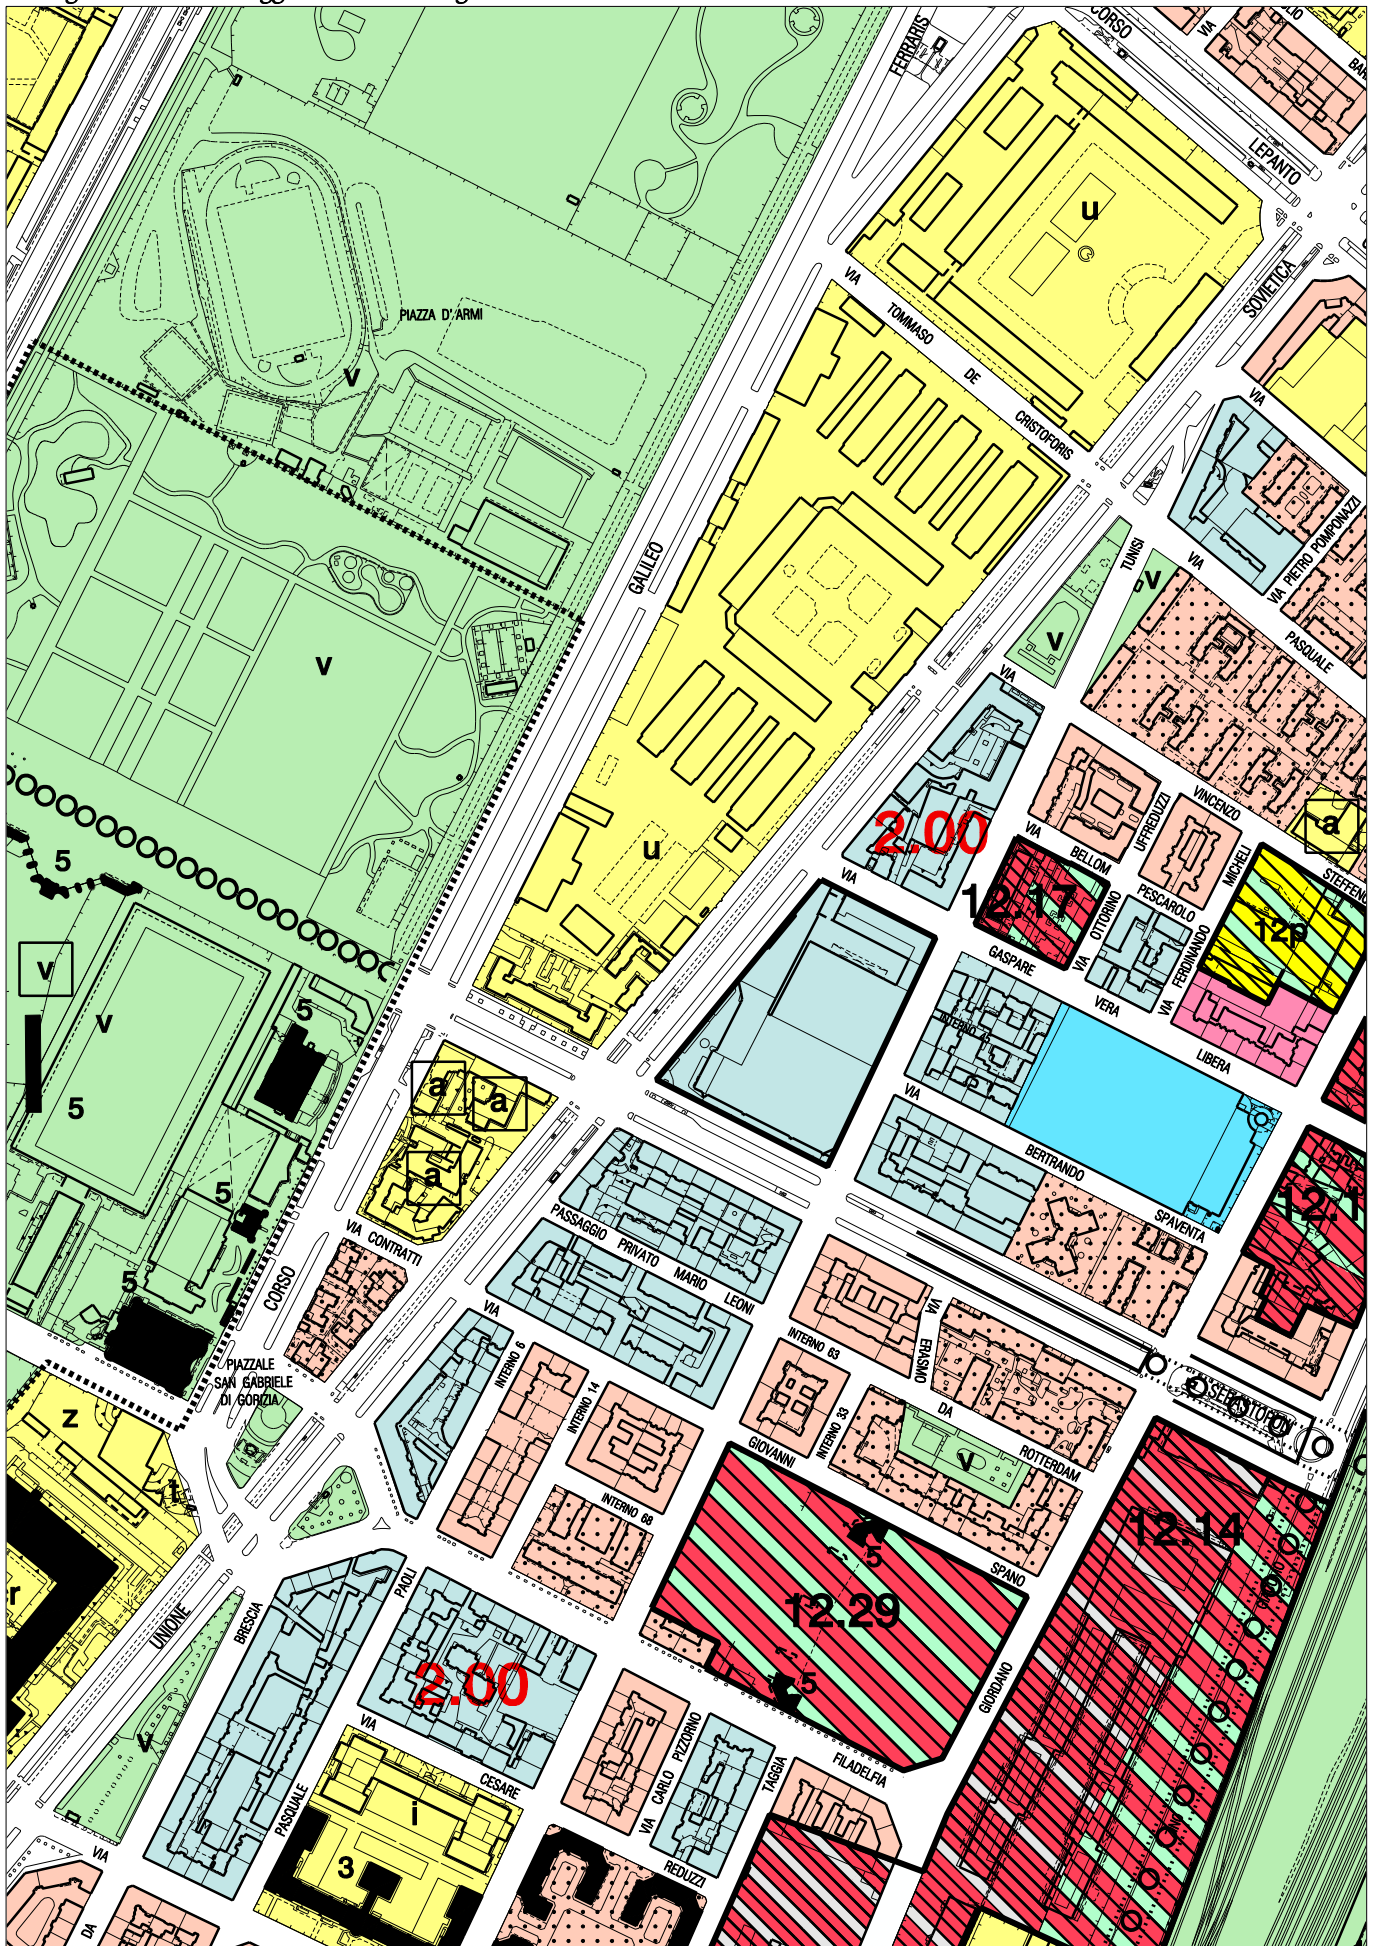 CORSO
VIA
FERRARIS
LEPANTO
u
SOVIETICA
VIA
TOMMASO
DE
CRISTOFORIS
PIAZZA D' ARMI
v
VIA
PIETRO POMPONAZZI
VIA
TUNISI
VIA
PASQUALE
GALILEO
v
v
v
VIA
2.00
VIA
BELLOM
UFFREDUZZI
VINCENZO
a
MICHELI
u
5
VIA
12.17
OTTORINO
PESCAROLO
12p
VIA
FERDINANDO
VIA
GASPARE
VERA
LIBERA
v
v
5
5
a
a
a
VIA
BERTRANDO
SPAVENTA
12.1
5
VIA CONTRATTI
PASSAGGIO PRIVATO MARIO LEONI
CORSO
5
VIA
INTERNO 6
INTERNO 63
VIA
ERASMO
PIAZZALE
SAN GABRIELE
DI GORIZIA
INTERNO 14
INTERNO 33
DA
ROTTERDAM
v
z
t
GIOVANNI
INTERNO 68
SPANO
12.14
5
12.29
5
r
UNIONE
BRESCIA
PAOLI
2.00
GIORDANO
v
VIA
CESARE
VIA CARLO PIZZORNO
TAGGIA
FILADELFIA
PASQUALE
i
3
REDUZZI
VIA
DA